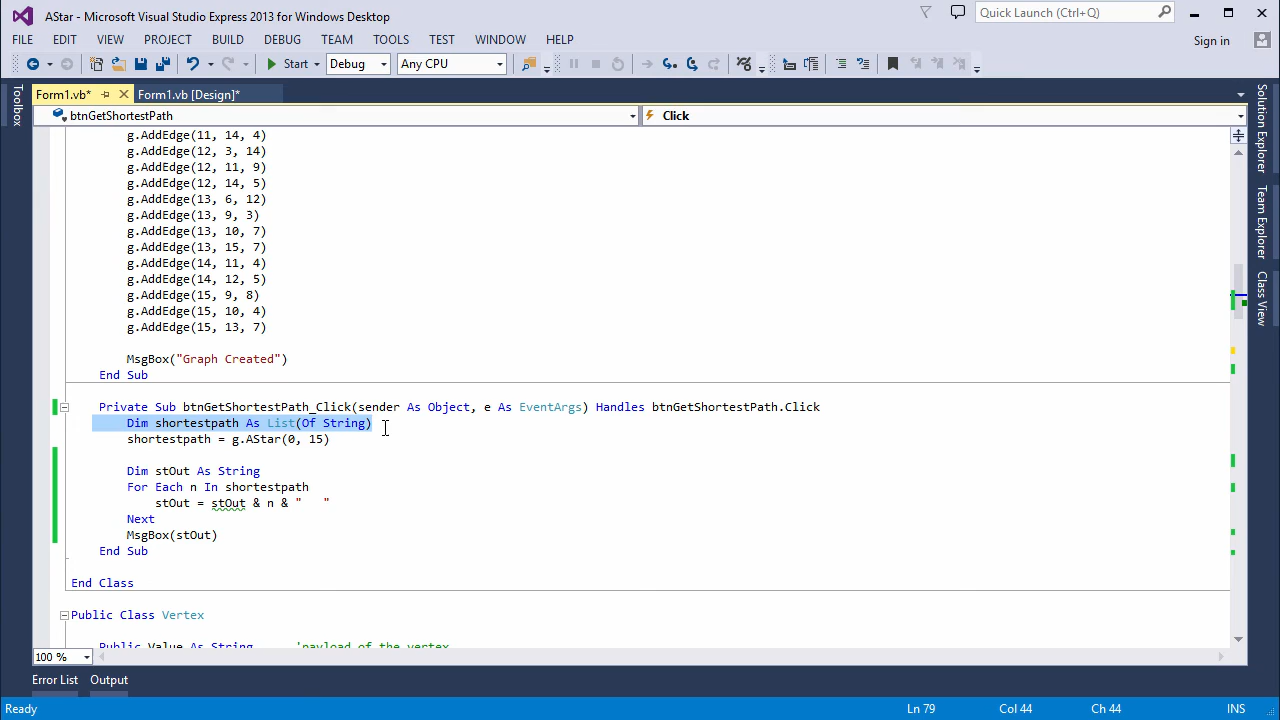 AStar - Microsoft Visual Studio Express 2013 for Windows Desktop
Quick Launch (Ctrl+Q)
FILE EDIT VIEW PROJECT BUILD DEBUG TEAM TOOLS TEST WINDOW HELP
Sign in
Start Debug Any CPU
Form1.vb* Form1.vb [Design]*
btnGetShortestPath Click
Toolbox
Solution Explorer
Team Explorer
Class View
g.AddEdge(11, 14, 4)
g.AddEdge(12, 3, 14)
g.AddEdge(12, 11, 9)
g.AddEdge(12, 14, 5)
g.AddEdge(13, 6, 12)
g.AddEdge(13, 9, 3)
g.AddEdge(13, 10, 7)
g.AddEdge(13, 15, 7)
g.AddEdge(14, 11, 4)
g.AddEdge(14, 12, 5)
g.AddEdge(15, 9, 8)
g.AddEdge(15, 10, 4)
g.AddEdge(15, 13, 7)
MsgBox("Graph Created")
End Sub
Private Sub btnGetShortestPath_Click(sender As Object, e As EventArgs) Handles btnGetShortestPath.Click
Dim shortestpath As List(Of String)
shortestpath = g.AStar(0, 15)
Dim stOut As String
For Each n In shortestpath
stOut = stOut & n & "   "
Next
MsgBox(stOut)
End Sub
End Class
Public Class Vertex
Public Value As String 'payload of the vertex
100 %
Error List Output
Ready Ln 79 Col 44 Ch 44 INS